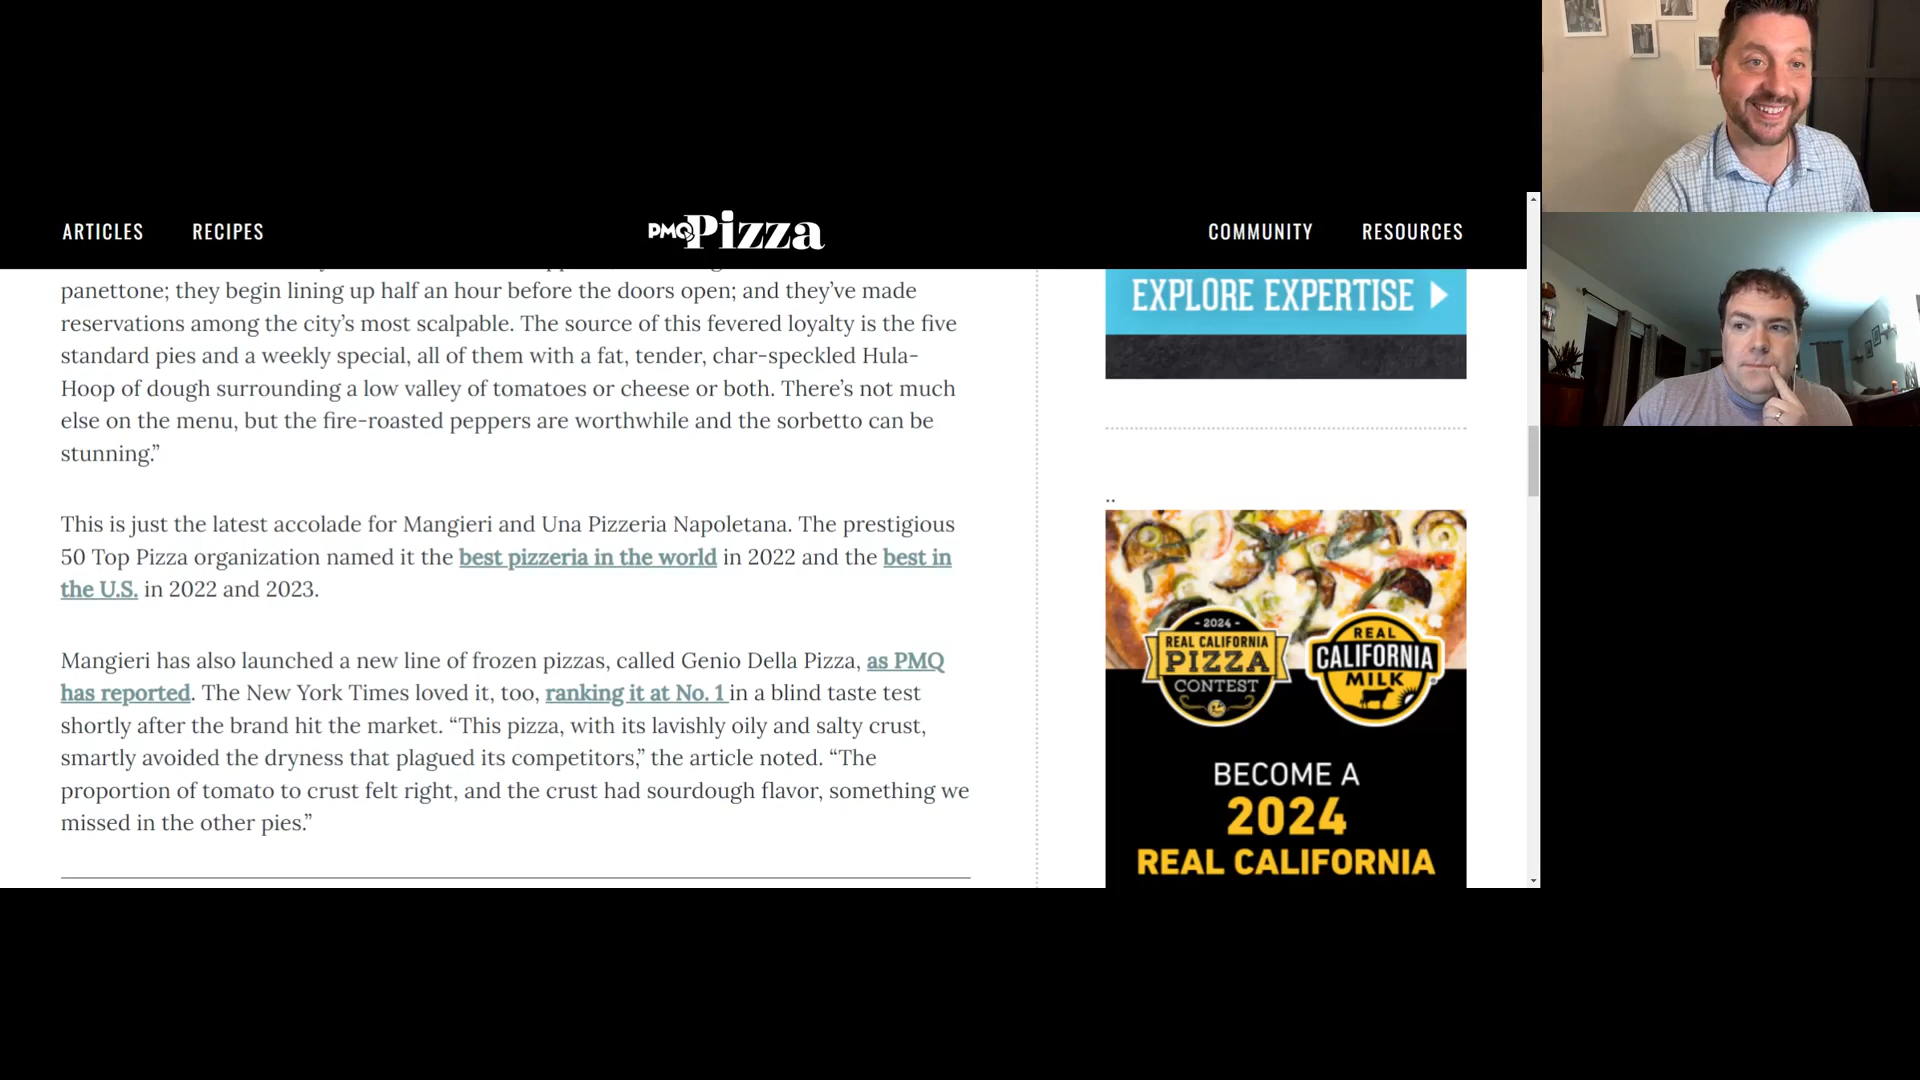 ARTICLES
RECIPES
PMQ Pizza
COMMUNITY
RESOURCES
panettone; they begin lining up half an hour before the doors open; and they’ve made
reservations among the city’s most scalpable. The source of this fevered loyalty is the five
standard pies and a weekly special, all of them with a fat, tender, char-speckled Hula-
Hoop of dough surrounding a low valley of tomatoes or cheese or both. There’s not much
else on the menu, but the fire-roasted peppers are worthwhile and the sorbetto can be
stunning.”
This is just the latest accolade for Mangieri and Una Pizzeria Napoletana. The prestigious
50 Top Pizza organization named it the best pizzeria in the world in 2022 and the best in
the U.S. in 2022 and 2023.
Mangieri has also launched a new line of frozen pizzas, called Genio Della Pizza, as PMQ
has reported. The New York Times loved it, too, ranking it at No. 1 in a blind taste test
shortly after the brand hit the market. “This pizza, with its lavishly oily and salty crust,
smartly avoided the dryness that plagued its competitors,” the article noted. “The
proportion of tomato to crust felt right, and the crust had sourdough flavor, something we
missed in the other pies.”
EXPLORE EXPERTISE
..
- 2024 -
REAL CALIFORNIA
PIZZA
CONTEST
REAL
CALIFORNIA
MILK
BECOME A
2024
REAL CALIFORNIA